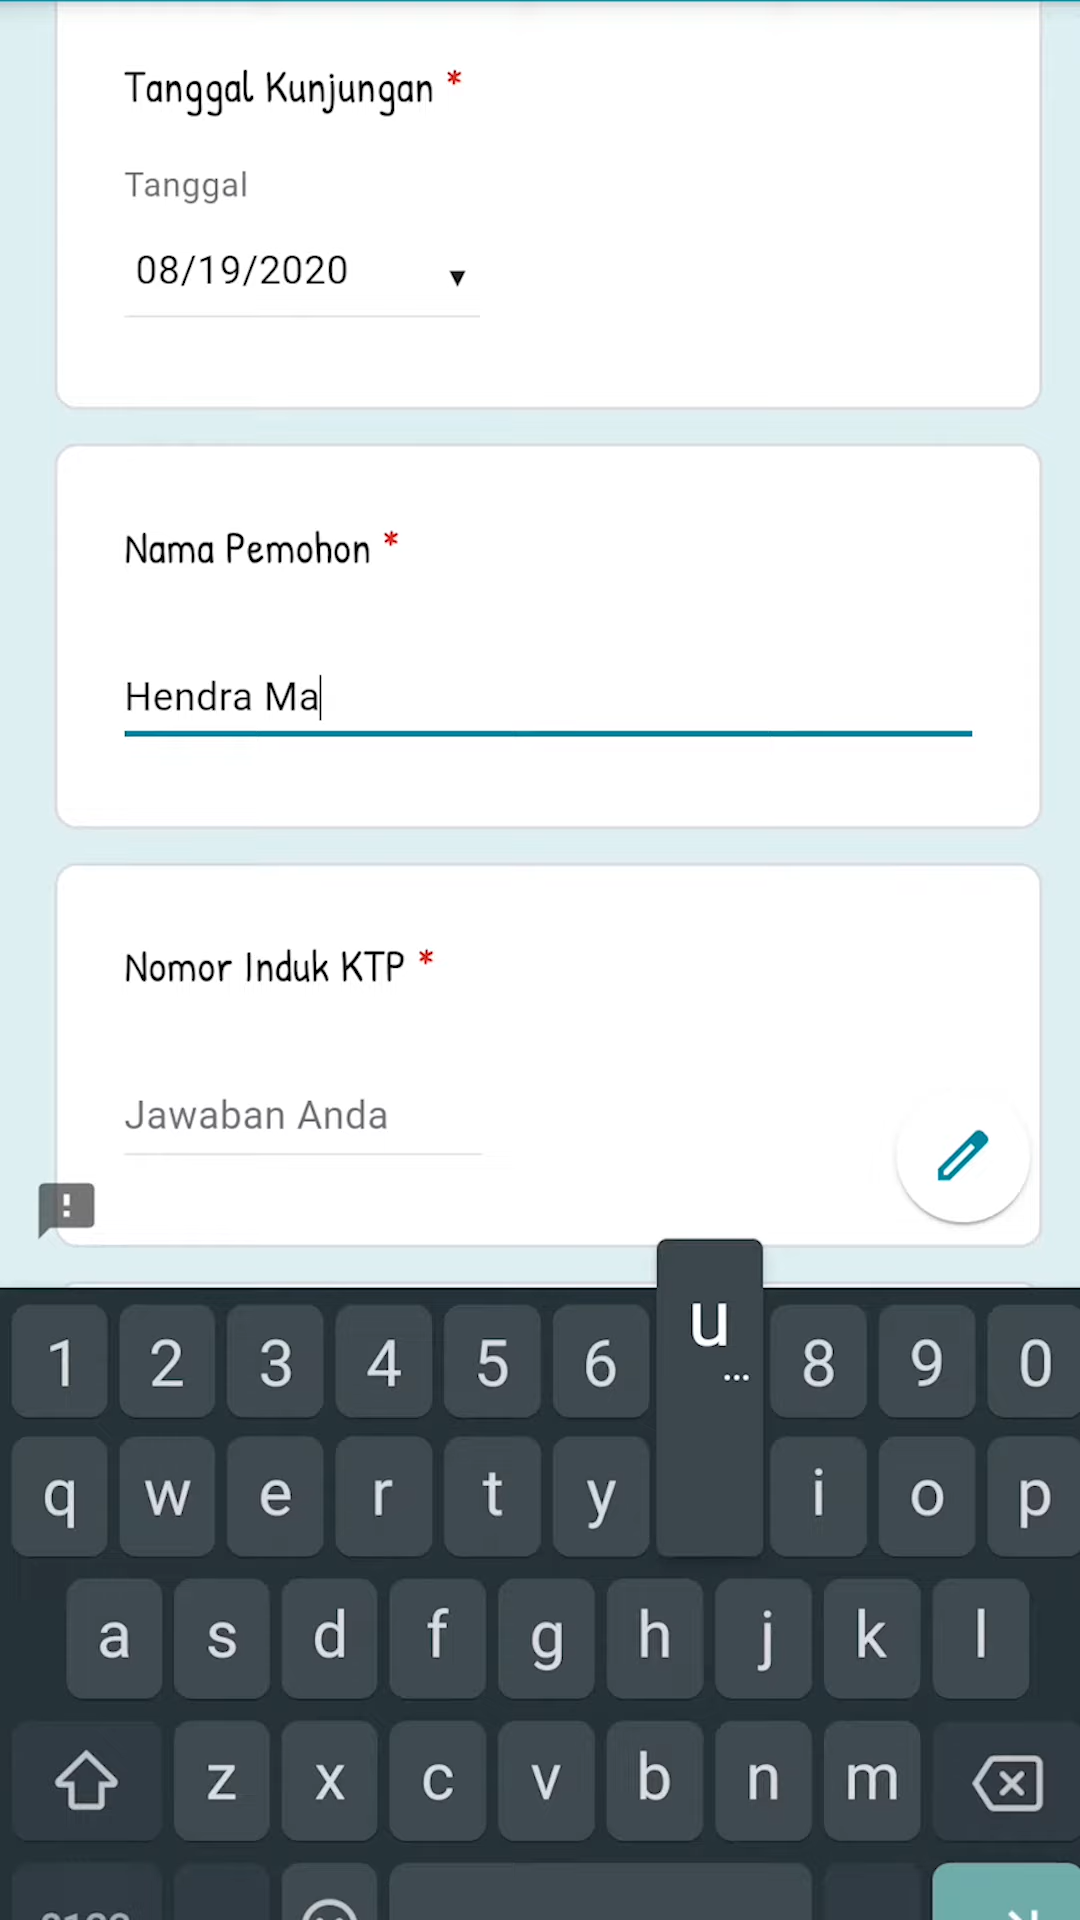 Tanggal Kunjungan *
Tanggal
08/19/2020
Nama Pemohon *
Hendra Ma
Nomor Induk KTP *
Jawaban Anda
u
...
1 2 3 4 5 6 8 9 0
q w e r t y i o p
a s d f g h j k l
z x c v b n m